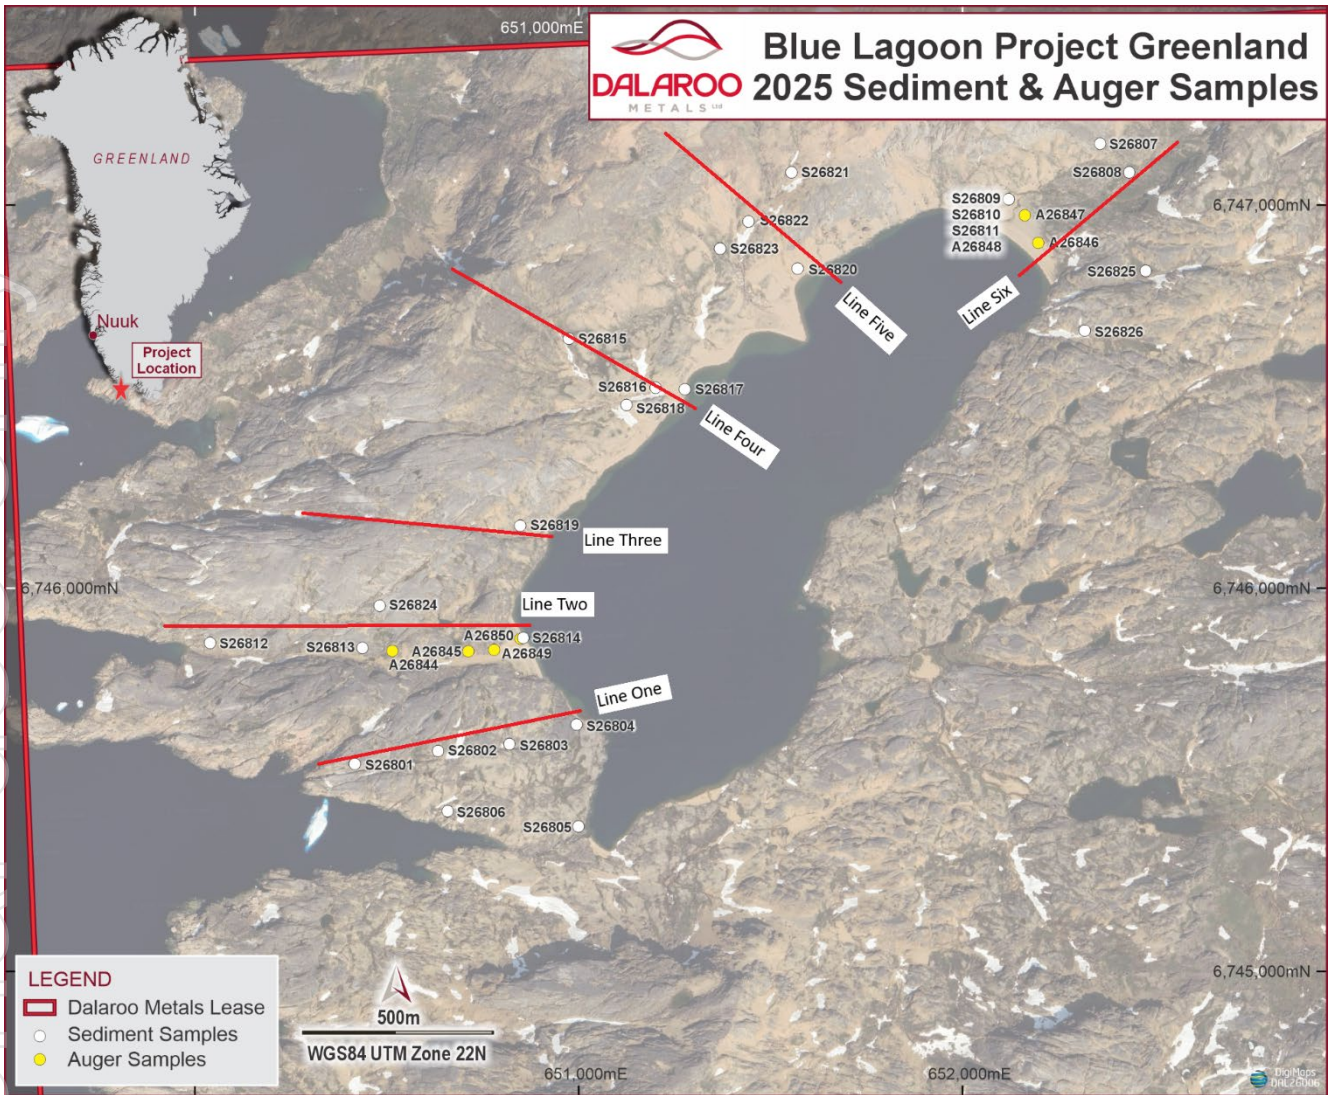 651,000mE
DALAROO
METALS Ltd
Blue Lagoon Project Greenland
2025 Sediment & Auger Samples
GREENLAND
Nuuk
Project
Location
S26807
S26808
S26821
S26809
S26810
S26811
A26848
A26847
A26846
6,747,000mN
S26822
S26823
S26820
S26825
Line Five
Line Six
S26826
S26815
S26816
S26817
S26818
Line Four
S26819
Line Three
6,746,000mN
6,746,000mN
S26824
Line Two
S26812
S26813
A26844
A26845
A26850
S26814
A26849
Line One
S26804
S26803
S26802
S26801
S26806
S26805
6,745,000mN
LEGEND
Dalaroo Metals Lease
Sediment Samples
Auger Samples
500m
WGS84 UTM Zone 22N
651,000mE
652,000mE
DigiMaps
DAL26006